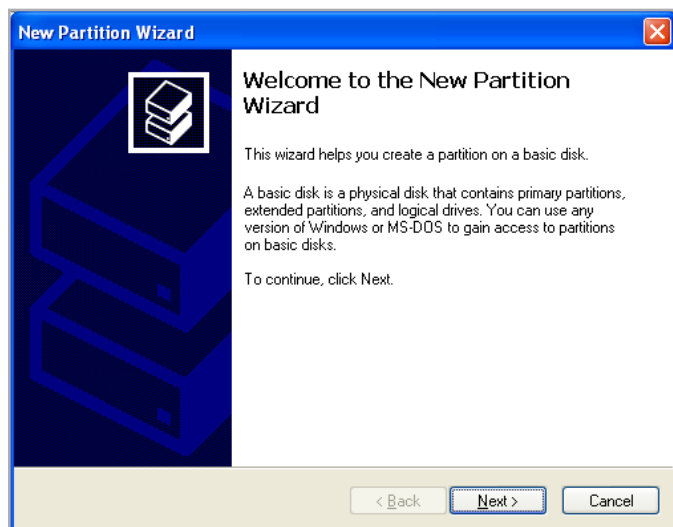 New Partition Wizard
Welcome to the New Partition
Wizard
This wizard helps you create a partition on a basic disk.
A basic disk is a physical disk that contains primary partitions,
extended partitions, and logical drives. You can use any
version of Windows or MS-DOS to gain access to partitions
on basic disks.
To continue, click Next.
< Back Next > Cancel